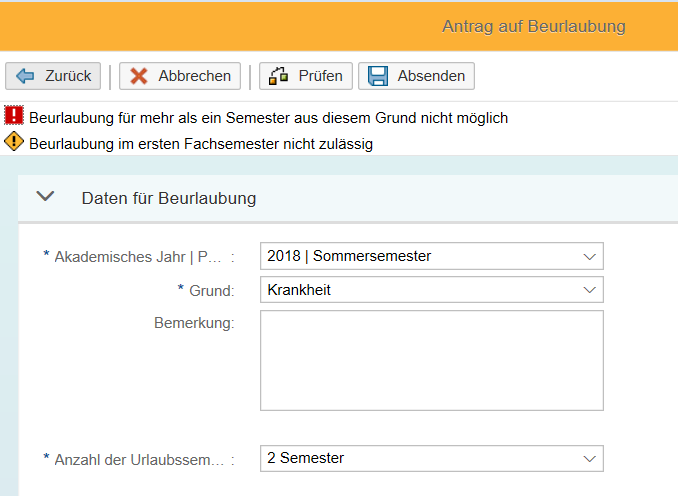 Antrag auf Beurlaubung
Zurück Abbrechen Prüfen Absenden
Beurlaubung für mehr als ein Semester aus diesem Grund nicht möglich
Beurlaubung im ersten Fachsemester nicht zulässig
Daten für Beurlaubung
* Akademisches Jahr | P... : 2018 | Sommersemester
* Grund: Krankheit
Bemerkung:
* Anzahl der Urlaubssem... : 2 Semester